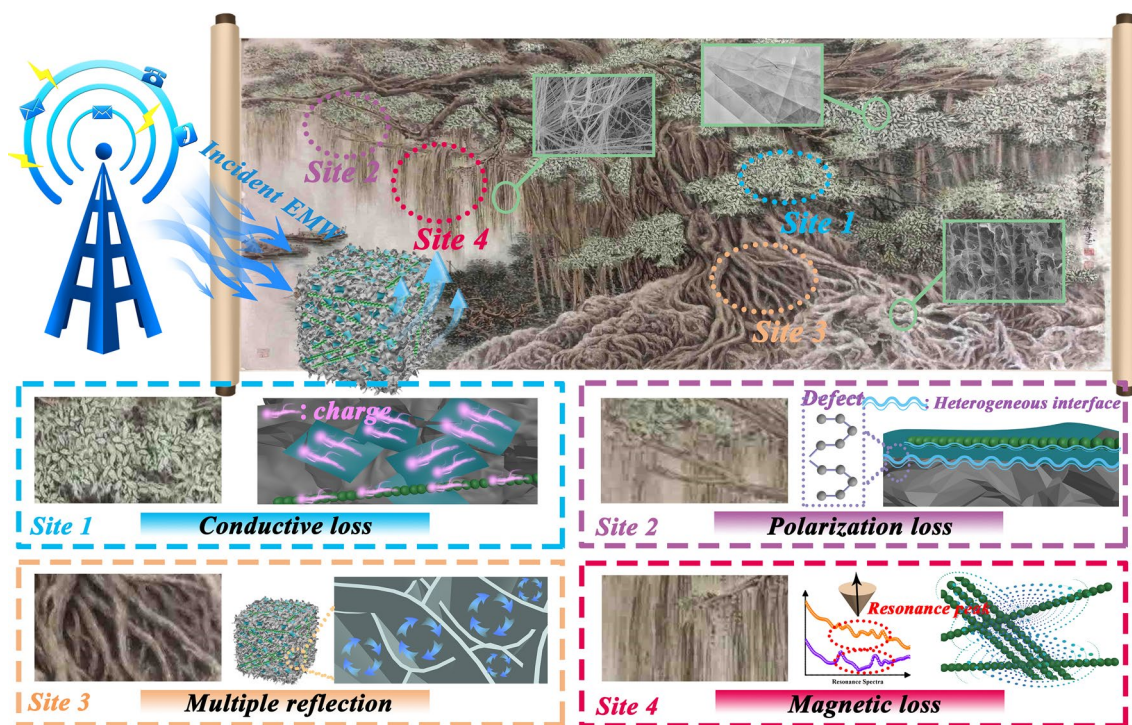 Incident EMW
Site 2
Site 4
Site 1
Site 3
: charge
Site 1
Conductive loss
Defect
: Heterogeneous interface
Site 2
Polarization loss
Site 3
Multiple reflection
Resonance peak
Resonance Spectra
Site 4
Magnetic loss